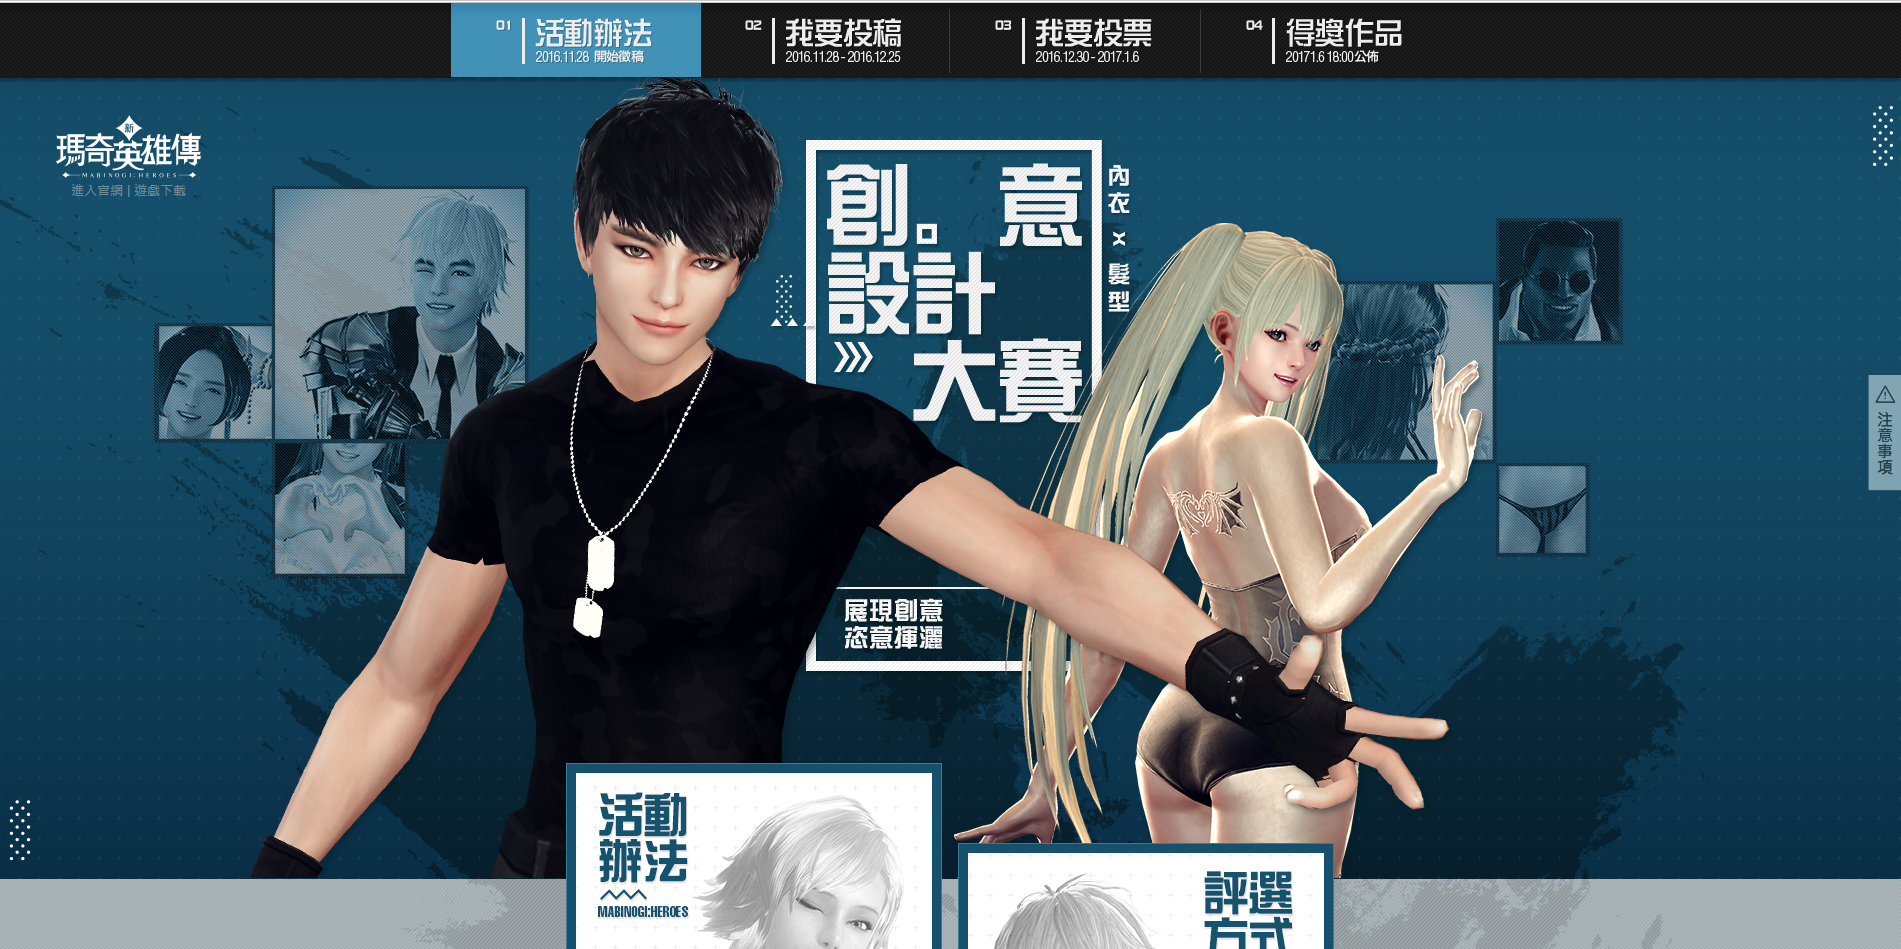 01
活動辦法
2016.11.28 開始徵稿
02
我要投稿
2016.11.28 - 2016.12.25
03
我要投票
2016.12.30 - 2017.1.6
04
得獎作品
20171.6 18:00公佈
新
瑪奇英雄傳
MABINOGI:HEROES
進入官網 | 遊戲下載
創。意
設計
大賽
內衣 x 髮型
展現創意
恣意揮灑
注意事項
活動
辦法
MABINOGI:HEROES
評選
方式